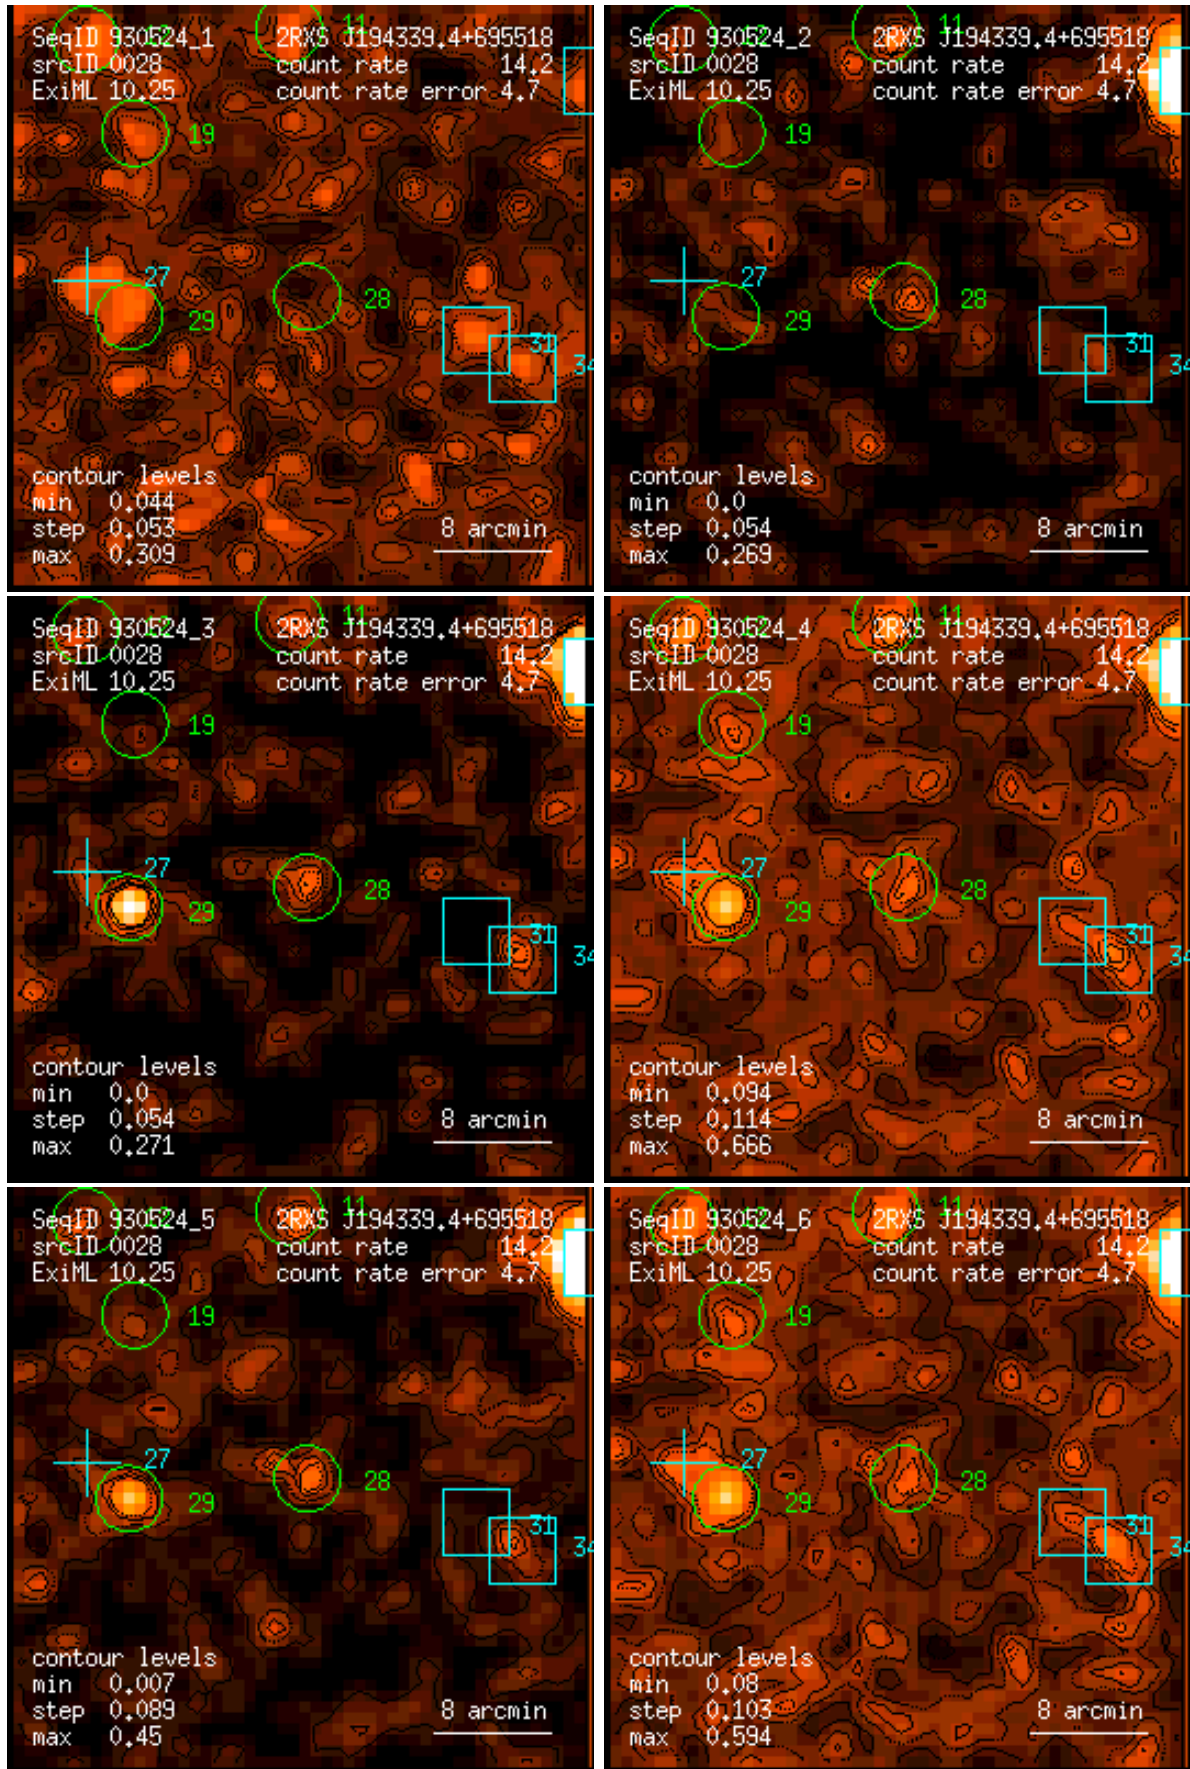 SeqID 930524_1 2RXS J194339.4+695518
srcID 0028 count rate 14.2
ExiML 10.25 count rate error 4.7
11
19
27
28
29
31
34
contour levels
min 0.044
step 0.053 8 arcmin
max 0.309
SeqID 930524_2 2RXS J194339.4+695518
srcID 0028 count rate 14.2
ExiML 10.25 count rate error 4.7
11
19
27
28
29
31
34
contour levels
min 0.0
step 0.054 8 arcmin
max 0.269
SeqID 930524_3 2RXS J194339.4+695518
srcID 0028 count rate 14.2
ExiML 10.25 count rate error 4.7
11
19
27
28
29
31
34
contour levels
min 0.0
step 0.054 8 arcmin
max 0.271
SeqID 930524_4 2RXS J194339.4+695518
srcID 0028 count rate 14.2
ExiML 10.25 count rate error 4.7
11
19
27
28
29
31
34
contour levels
min 0.094
step 0.114 8 arcmin
max 0.666
SeqID 930524_5 2RXS J194339.4+695518
srcID 0028 count rate 14.2
ExiML 10.25 count rate error 4.7
11
19
27
28
29
31
34
contour levels
min 0.007
step 0.089 8 arcmin
max 0.45
SeqID 930524_6 2RXS J194339.4+695518
srcID 0028 count rate 14.2
ExiML 10.25 count rate error 4.7
11
19
27
28
29
31
34
contour levels
min 0.08
step 0.103 8 arcmin
max 0.594